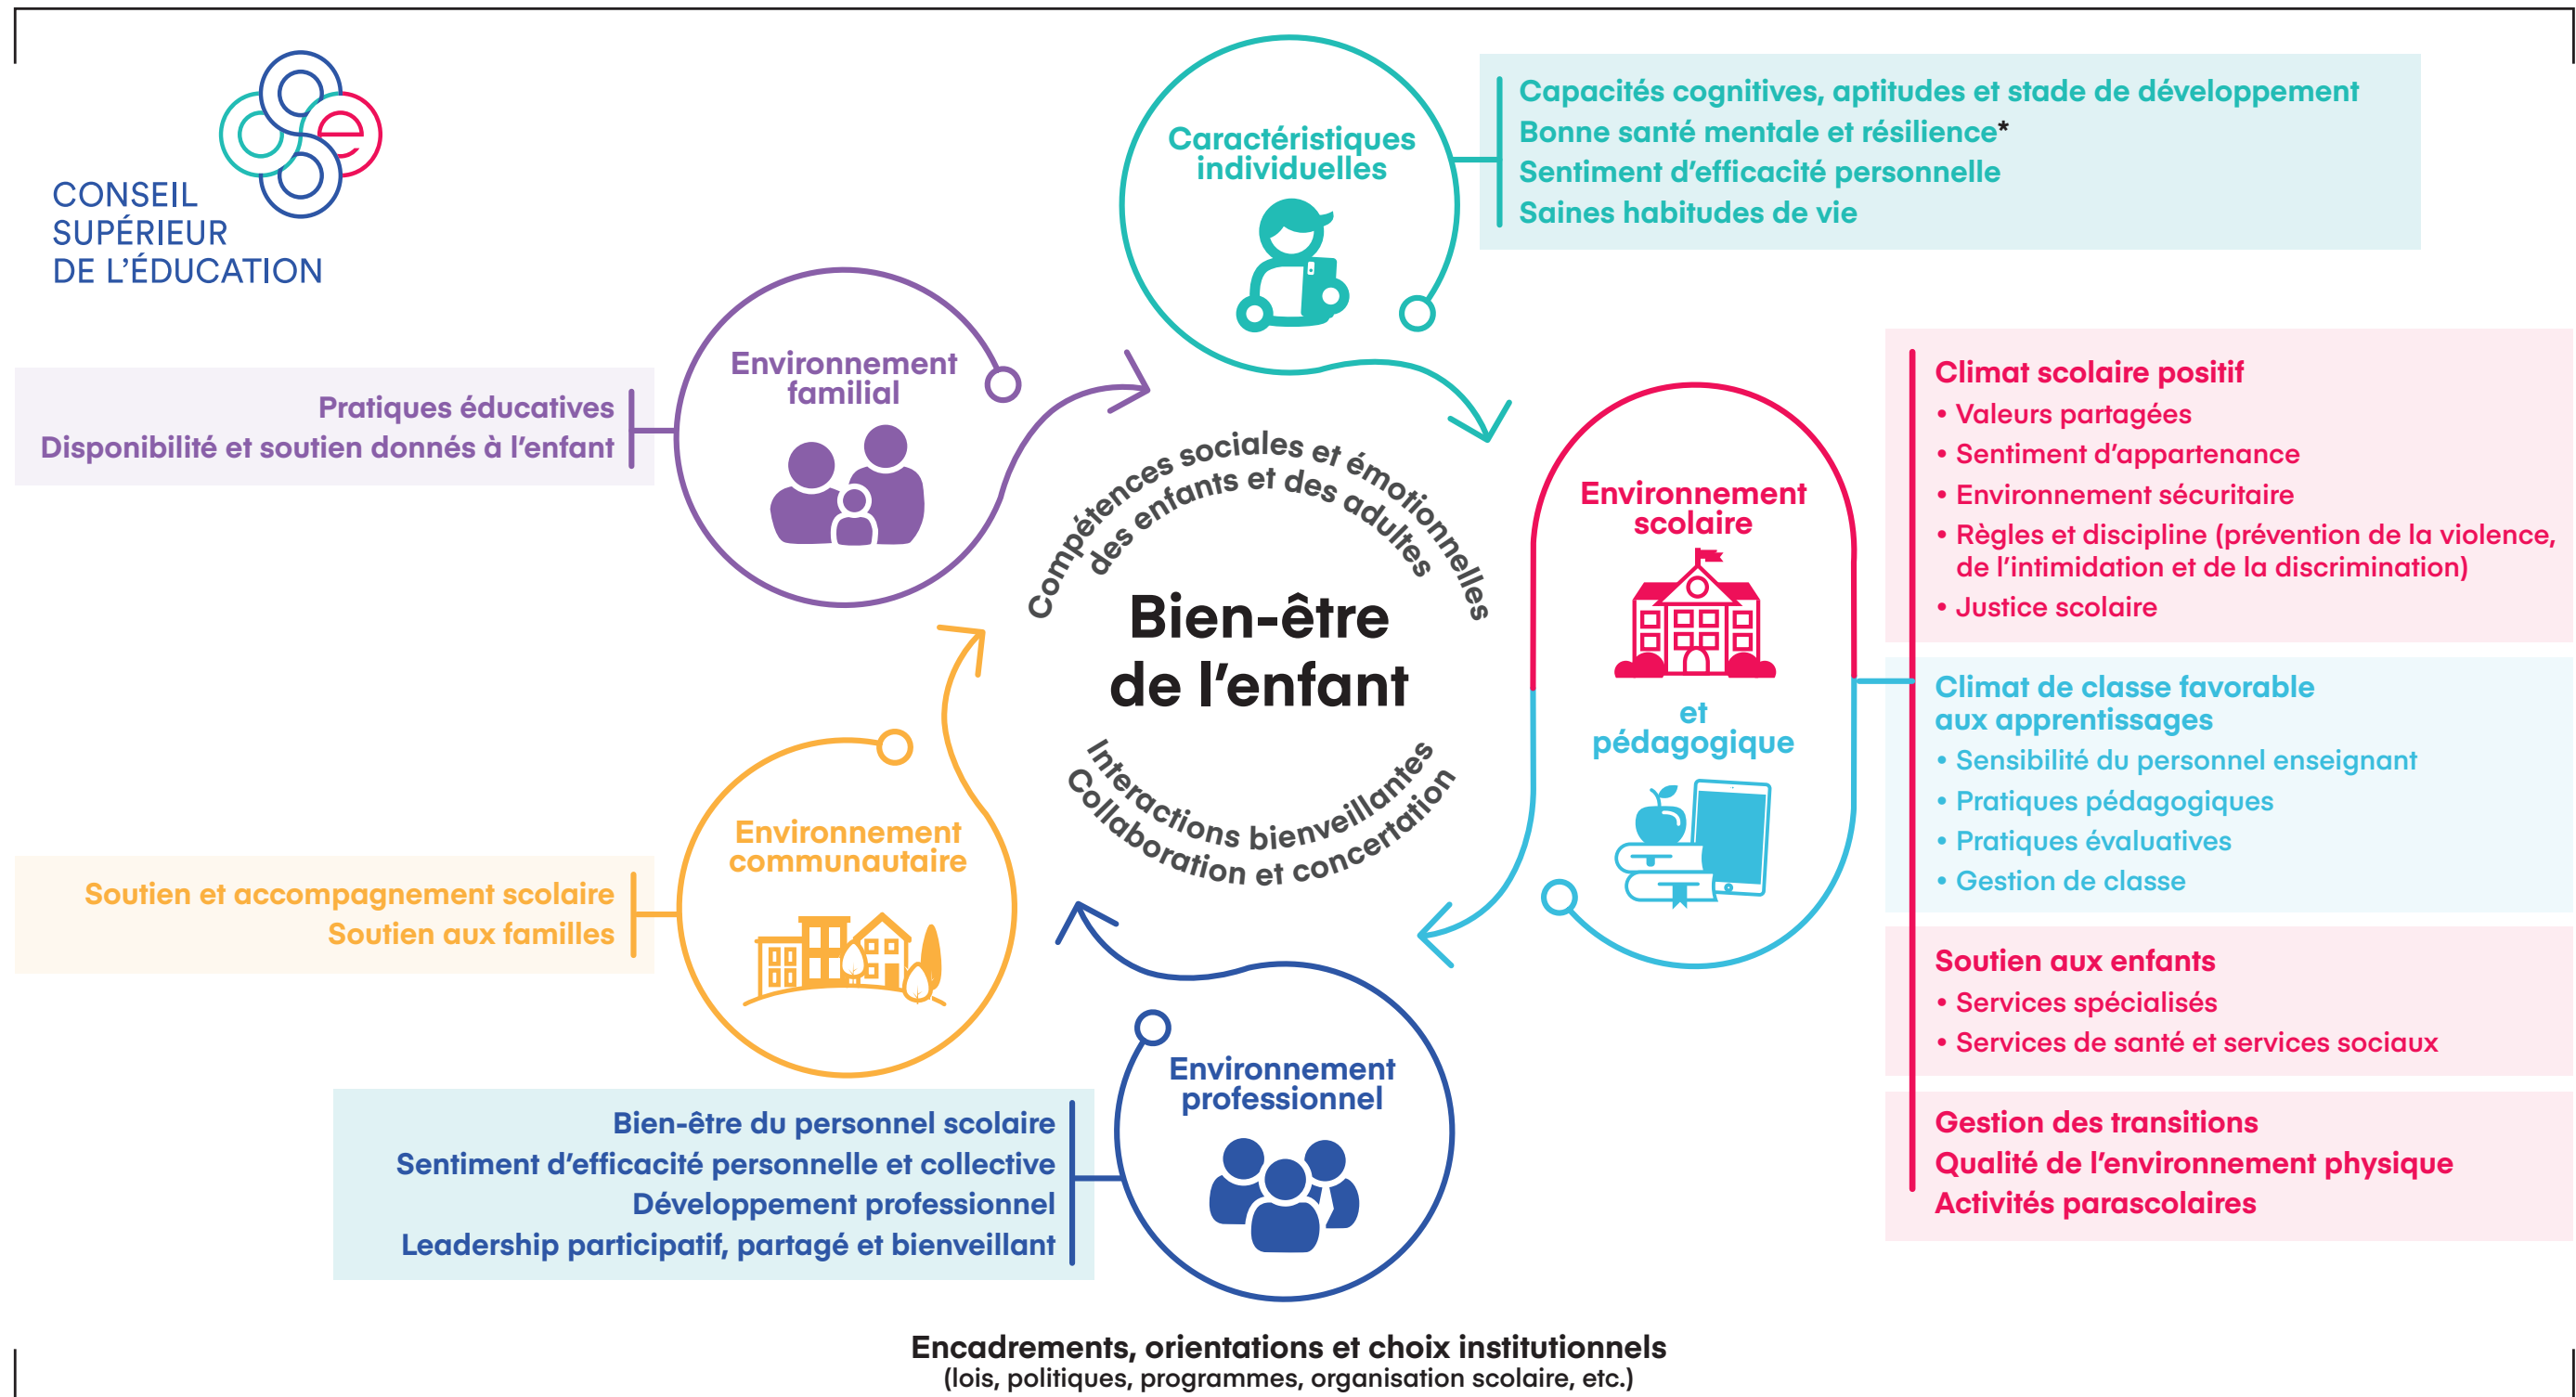 CONSEIL
SUPÉRIEUR
DE L'ÉDUCATION
Caractéristiques
individuelles
Capacités cognitives, aptitudes et stade de développement
Bonne santé mentale et résilience*
Sentiment d'efficacité personnelle
Saines habitudes de vie
Environnement
familial
Pratiques éducatives
Disponibilité et soutien donnés à l'enfant
Compétences sociales et émotionnelles
des enfants et des adultes
Bien-être
de l'enfant
Interactions bienveillantes
Collaboration et concertation
Environnement
scolaire
et
pédagogique
Climat scolaire positif
• Valeurs partagées
• Sentiment d'appartenance
• Environnement sécuritaire
• Règles et discipline (prévention de la violence,
de l'intimidation et de la discrimination)
• Justice scolaire
Climat de classe favorable
aux apprentissages
• Sensibilité du personnel enseignant
• Pratiques pédagogiques
• Pratiques évaluatives
• Gestion de classe
Soutien aux enfants
• Services spécialisés
• Services de santé et services sociaux
Gestion des transitions
Qualité de l'environnement physique
Activités parascolaires
Environnement
communautaire
Soutien et accompagnement scolaire
Soutien aux familles
Environnement
professionnel
Bien-être du personnel scolaire
Sentiment d'efficacité personnelle et collective
Développement professionnel
Leadership participatif, partagé et bienveillant
Encadrements, orientations et choix institutionnels
(lois, politiques, programmes, organisation scolaire, etc.)